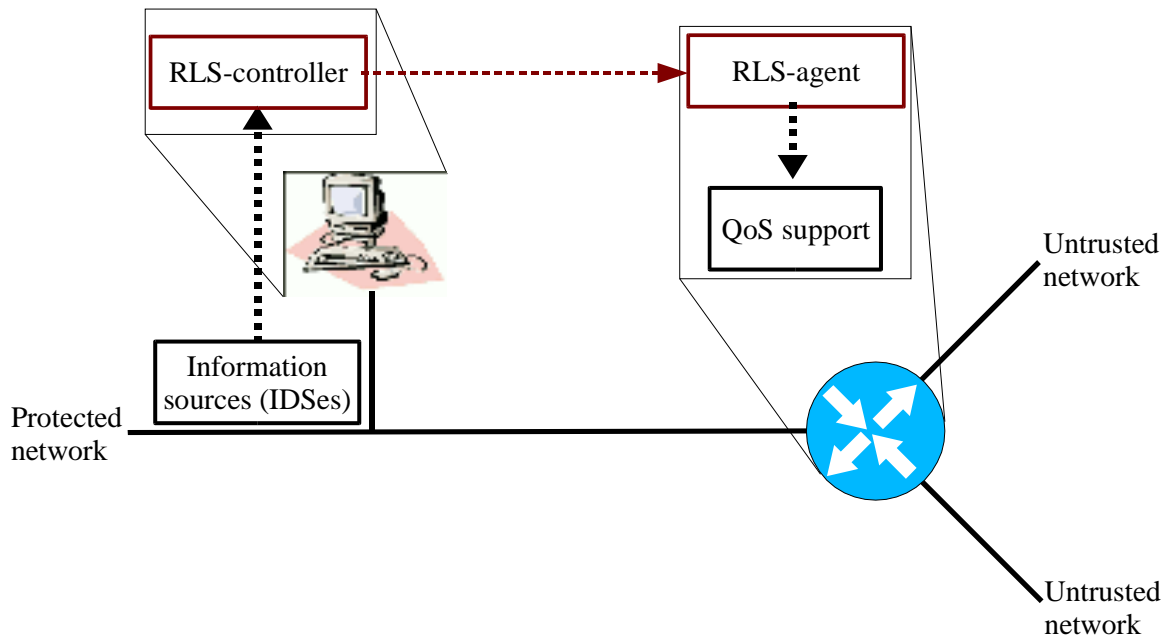 RLS-controller
RLS-agent
QoS support
Untrusted
network
Information
sources (IDSes)
Protected
network
Untrusted
network